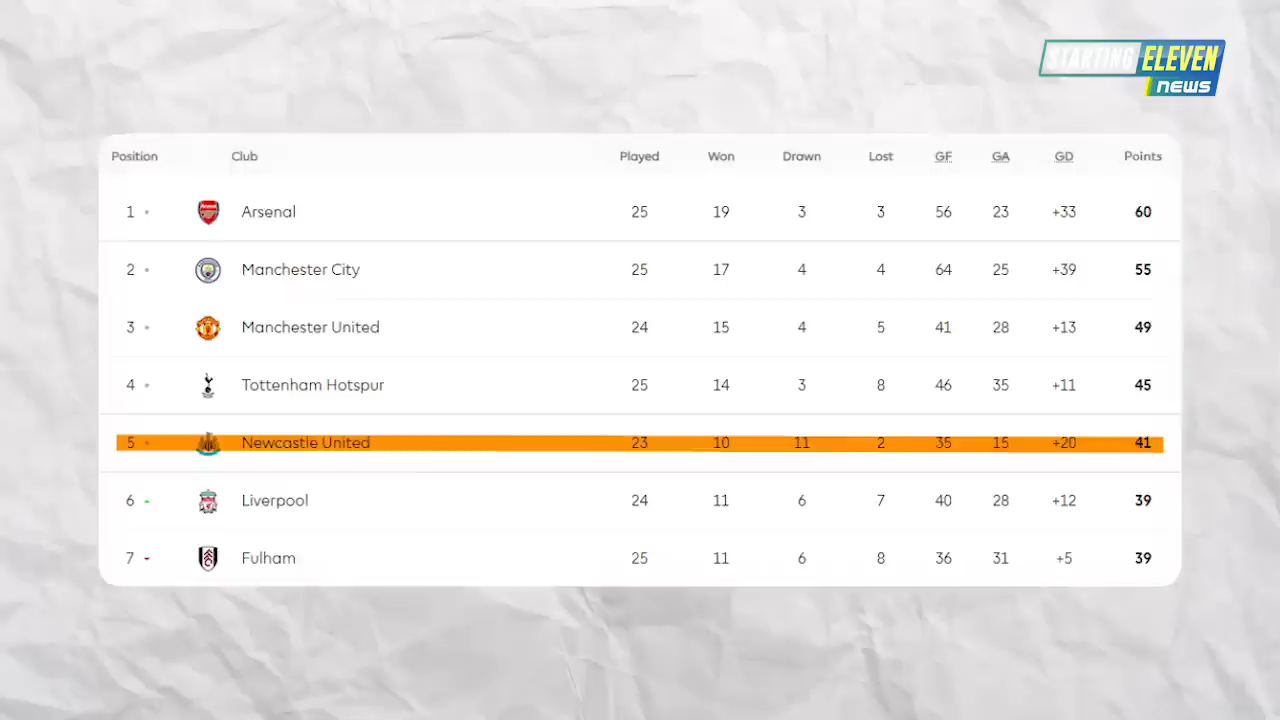 STARTING ELEVEN
news
Position Club Played Won Drawn Lost GF GA GD Points
1 Arsenal 25 19 3 3 56 23 +33 60
2 Manchester City 25 17 4 4 64 25 +39 55
3 Manchester United 24 15 4 5 41 28 +13 49
4 Tottenham Hotspur 25 14 3 8 46 35 +11 45
5 Newcastle United 23 10 11 2 35 15 +20 41
6 Liverpool 24 11 6 7 40 28 +12 39
7 Fulham 25 11 6 8 36 31 +5 39